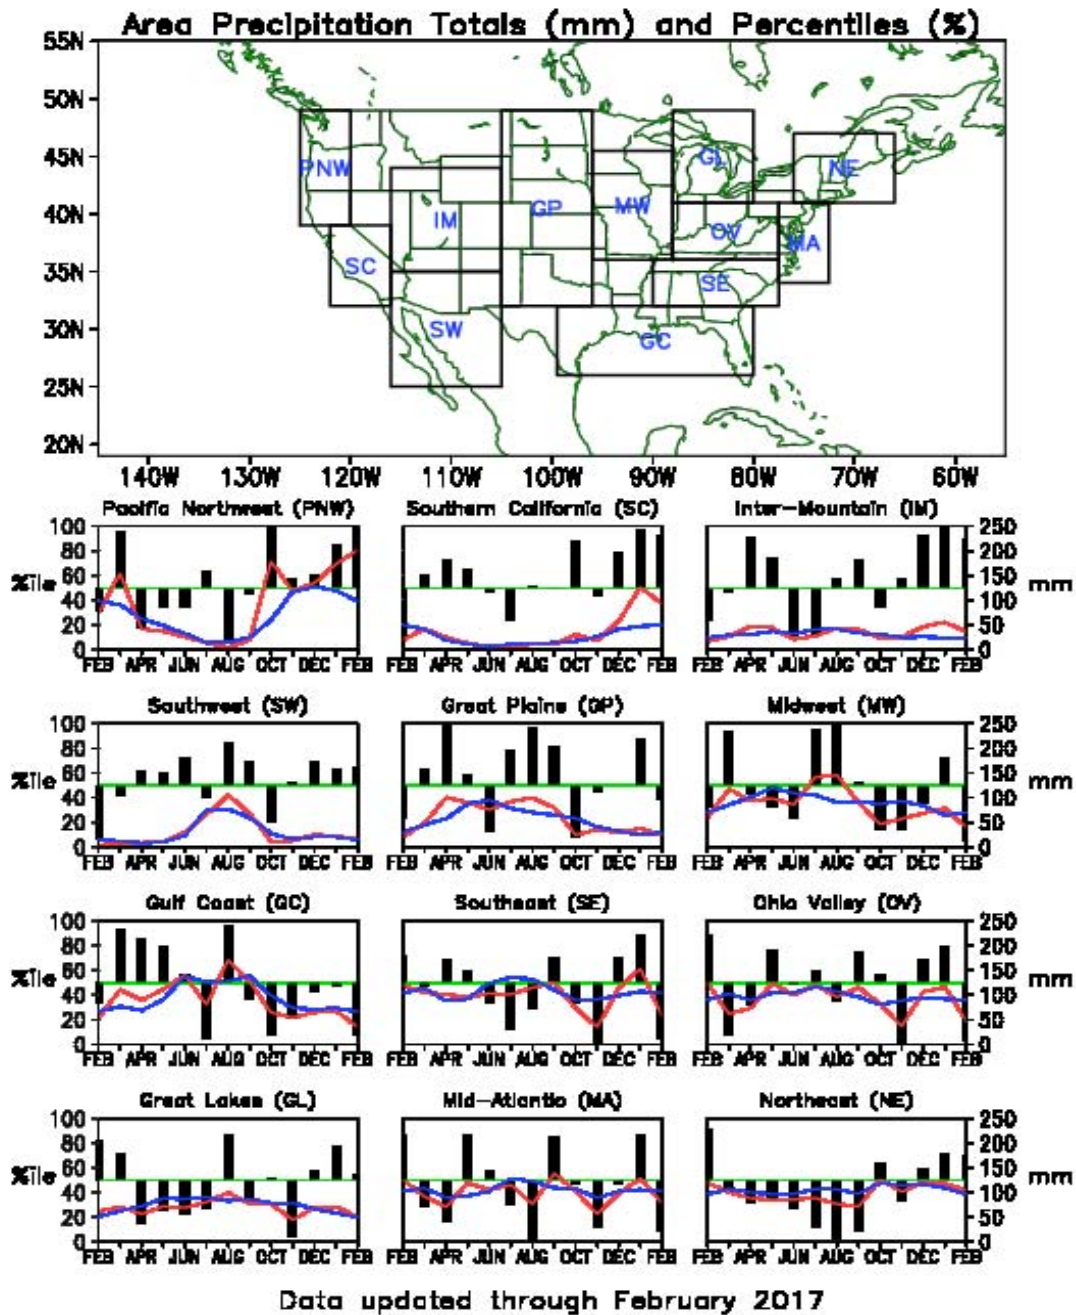 Area Precipitation Totals (mm) and Percentiles (%)
55N
50N
45N
40N
35N
30N
25N
20N
PNW
GL
NE
IM
GP
MW
OV
MA
SC
SE
SW
GC
140W 130W 120W 110W 100W 90W 80W 70W 60W
Pacific Northwest (PNW) Southern California (SC) Inter-Mountain (IM)
100 250
80 200
60 150
%ile mm
40 100
20 50
0 0
FEB APR JUN AUG OCT DEC FEB FEB APR JUN AUG OCT DEC FEB FEB APR JUN AUG OCT DEC FEB
Southwest (SW) Great Plains (GP) Midwest (MW)
100 250
80 200
60 150
%ile mm
40 100
20 50
0 0
FEB APR JUN AUG OCT DEC FEB FEB APR JUN AUG OCT DEC FEB FEB APR JUN AUG OCT DEC FEB
Gulf Coast (GC) Southeast (SE) Ohio Valley (OV)
100 250
80 200
60 150
%ile mm
40 100
20 50
0 0
FEB APR JUN AUG OCT DEC FEB FEB APR JUN AUG OCT DEC FEB FEB APR JUN AUG OCT DEC FEB
Great Lakes (GL) Mid-Atlantic (MA) Northeast (NE)
100 250
80 200
60 150
%ile mm
40 100
20 50
0 0
FEB APR JUN AUG OCT DEC FEB FEB APR JUN AUG OCT DEC FEB FEB APR JUN AUG OCT DEC FEB
Data updated through February 2017